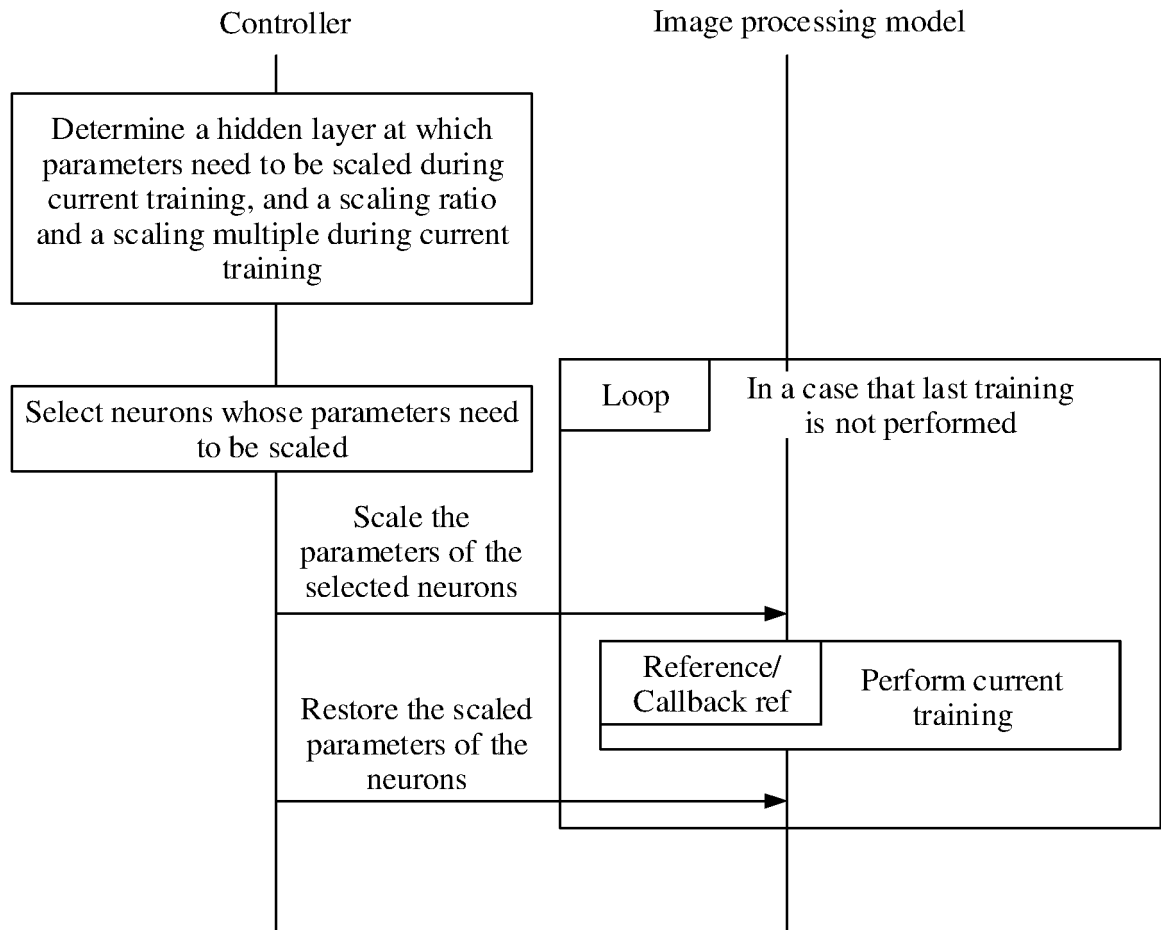 Controller
Image processing model
Determine a hidden layer at which
parameters need to be scaled during
current training, and a scaling ratio
and a scaling multiple during current
training
Select neurons whose parameters need
to be scaled
Loop
In a case that last training
is not performed
Scale the
parameters of the
selected neurons
Reference/
Callback ref
Perform current
training
Restore the scaled
parameters of the
neurons